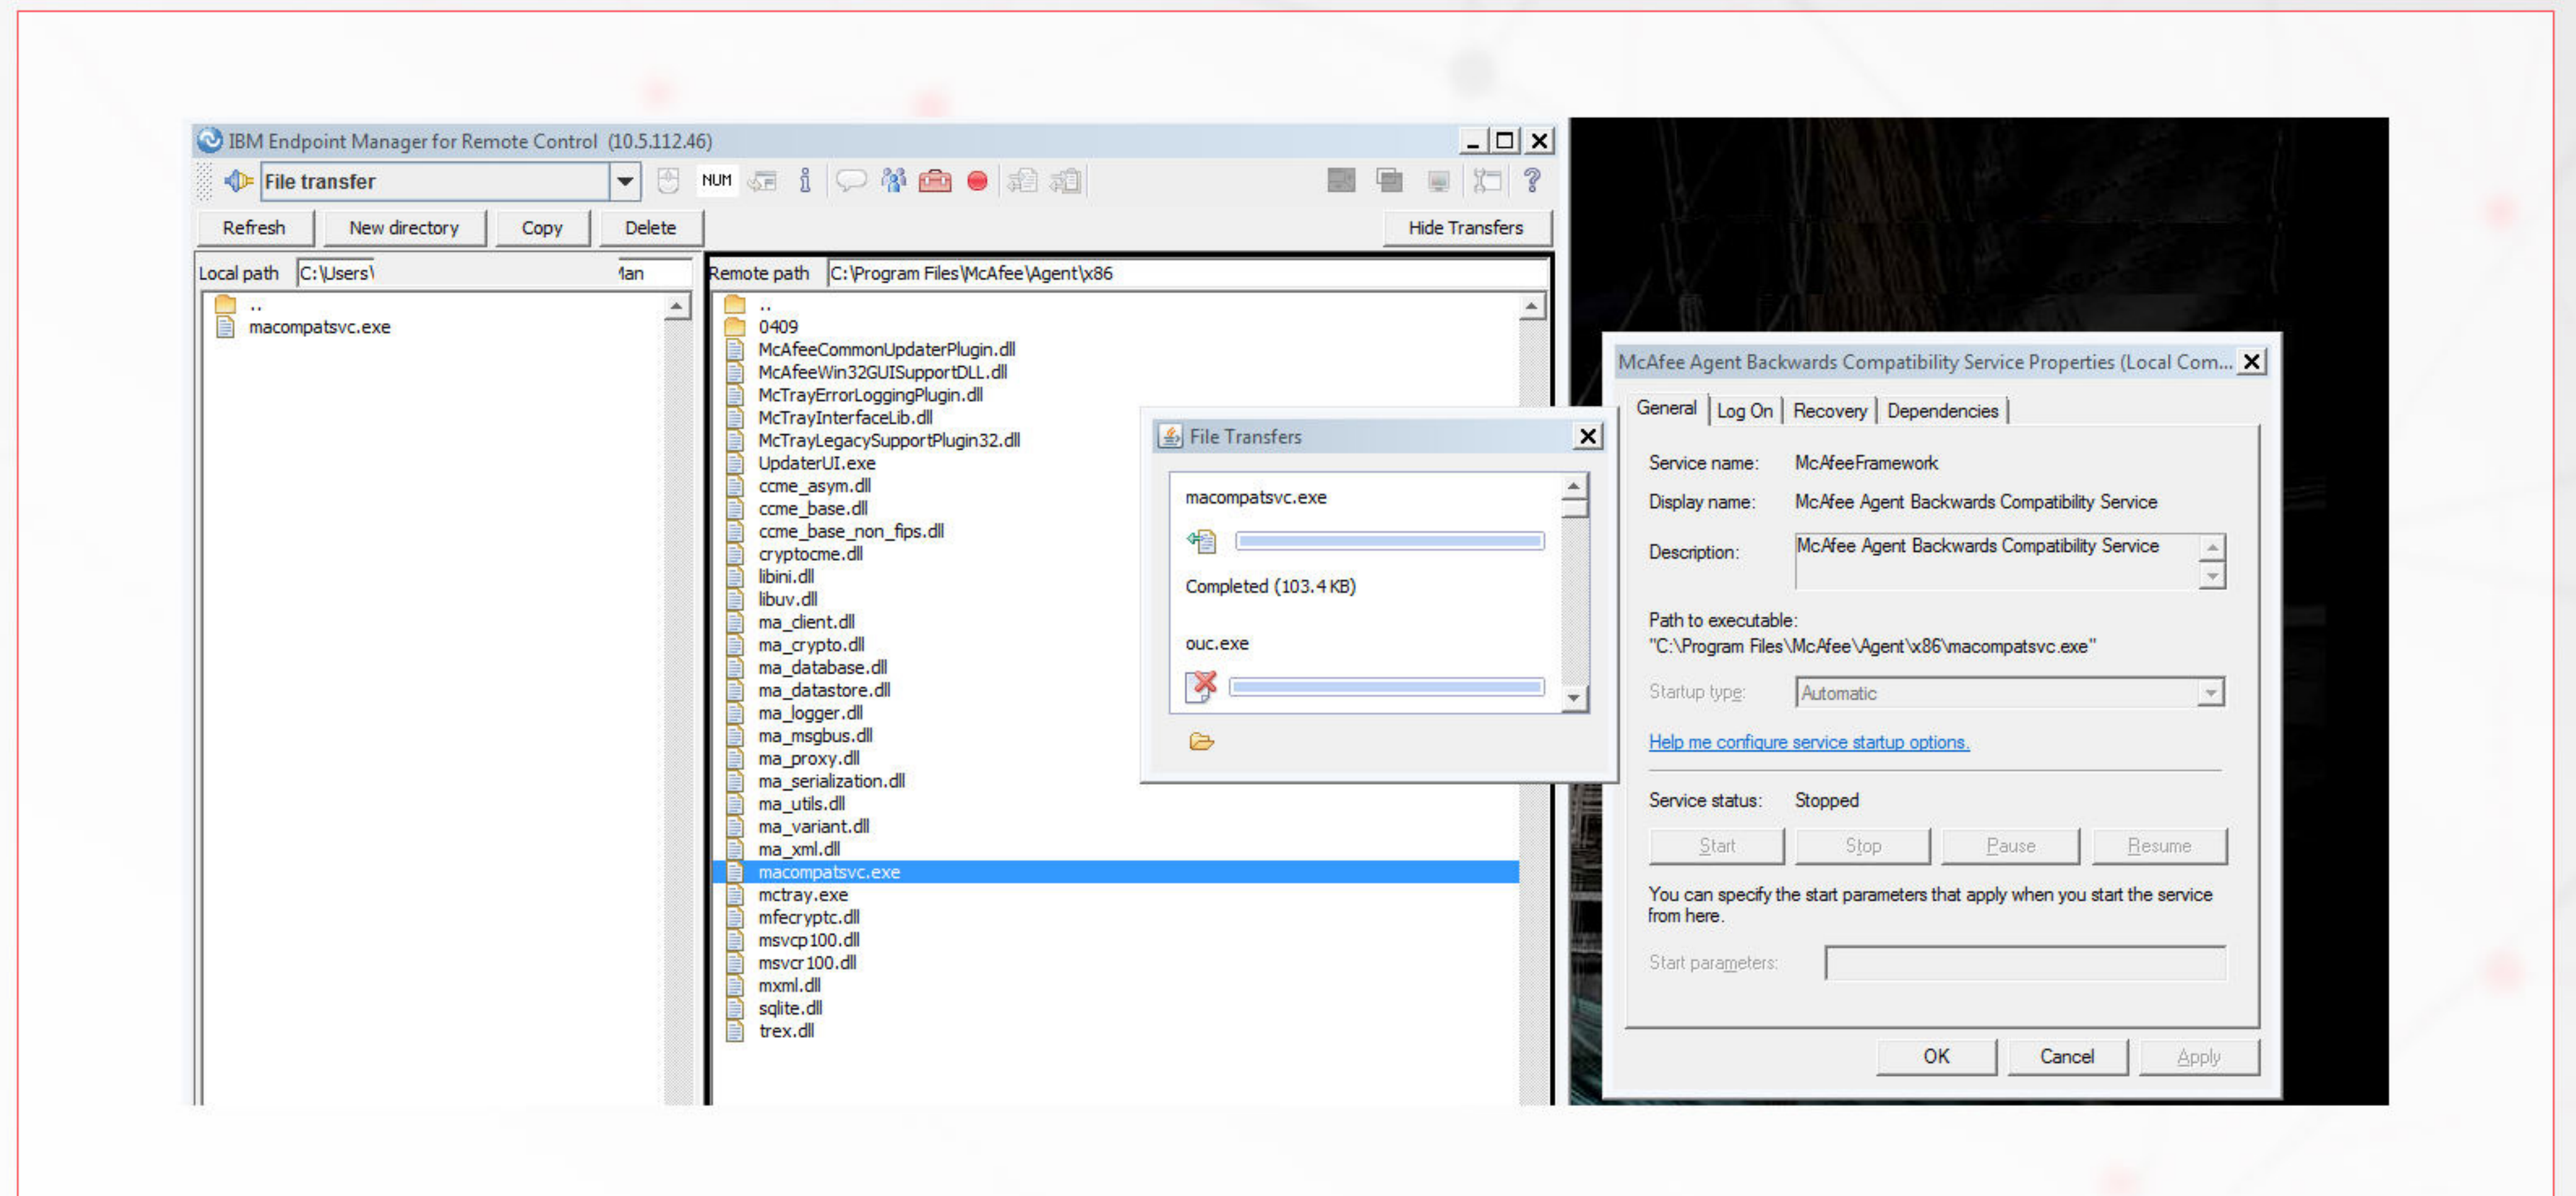 IBM Endpoint Manager for Remote Control (10.5.112.46)
File transfer
NUM
Refresh
New directory
Copy
Delete
Hide Transfers
Local path C:\Users\
Remote path C:\Program Files\McAfee\Agent\x86
..
macompatsvc.exe
..
0409
McAfeeCommonUpdaterPlugin.dll
McAfeeWin32GUISupportDLL.dll
McTrayErrorLoggingPlugin.dll
McTrayInterfaceLib.dll
McTrayLegacySupportPlugin32.dll
UpdaterUI.exe
ccme_asym.dll
ccme_base.dll
ccme_base_non_fips.dll
cryptocme.dll
libini.dll
libuv.dll
ma_client.dll
ma_crypto.dll
ma_database.dll
ma_datastore.dll
ma_logger.dll
ma_msgbus.dll
ma_proxy.dll
ma_serialization.dll
ma_utils.dll
ma_variant.dll
ma_xml.dll
macompatsvc.exe
mctray.exe
mfecryptc.dll
msvcp100.dll
msvcr100.dll
mxml.dll
sqlite.dll
trex.dll
File Transfers
macompatsvc.exe
Completed (103.4 KB)
ouc.exe
McAfee Agent Backwards Compatibility Service Properties (Local Com...
General
Log On
Recovery
Dependencies
Service name: McAfeeFramework
Display name: McAfee Agent Backwards Compatibility Service
Description: McAfee Agent Backwards Compatibility Service
Path to executable:
"C:\Program Files\McAfee\Agent\x86\macompatsvc.exe"
Startup type: Automatic
Help me configure service startup options.
Service status: Stopped
Start
Stop
Pause
Resume
You can specify the start parameters that apply when you start the service
from here.
Start parameters:
OK
Cancel
Apply